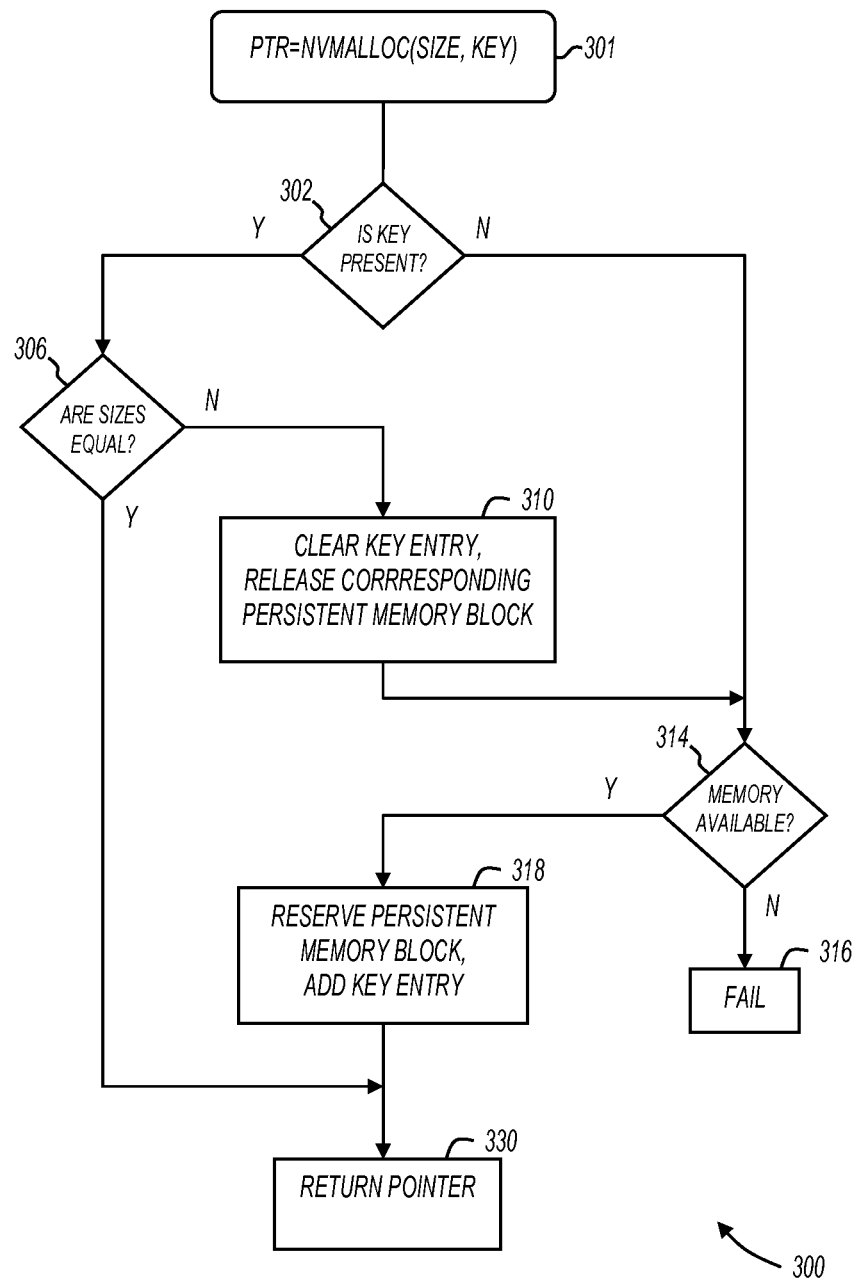 PTR=NVMALLOC(SIZE, KEY)
301
302
IS KEY
PRESENT?
Y
N
306
ARE SIZES
EQUAL?
N
Y
310
CLEAR KEY ENTRY,
RELEASE CORRRESPONDING
PERSISTENT MEMORY BLOCK
314
MEMORY
AVAILABLE?
Y
N
318
RESERVE PERSISTENT
MEMORY BLOCK,
ADD KEY ENTRY
316
FAIL
330
RETURN POINTER
300